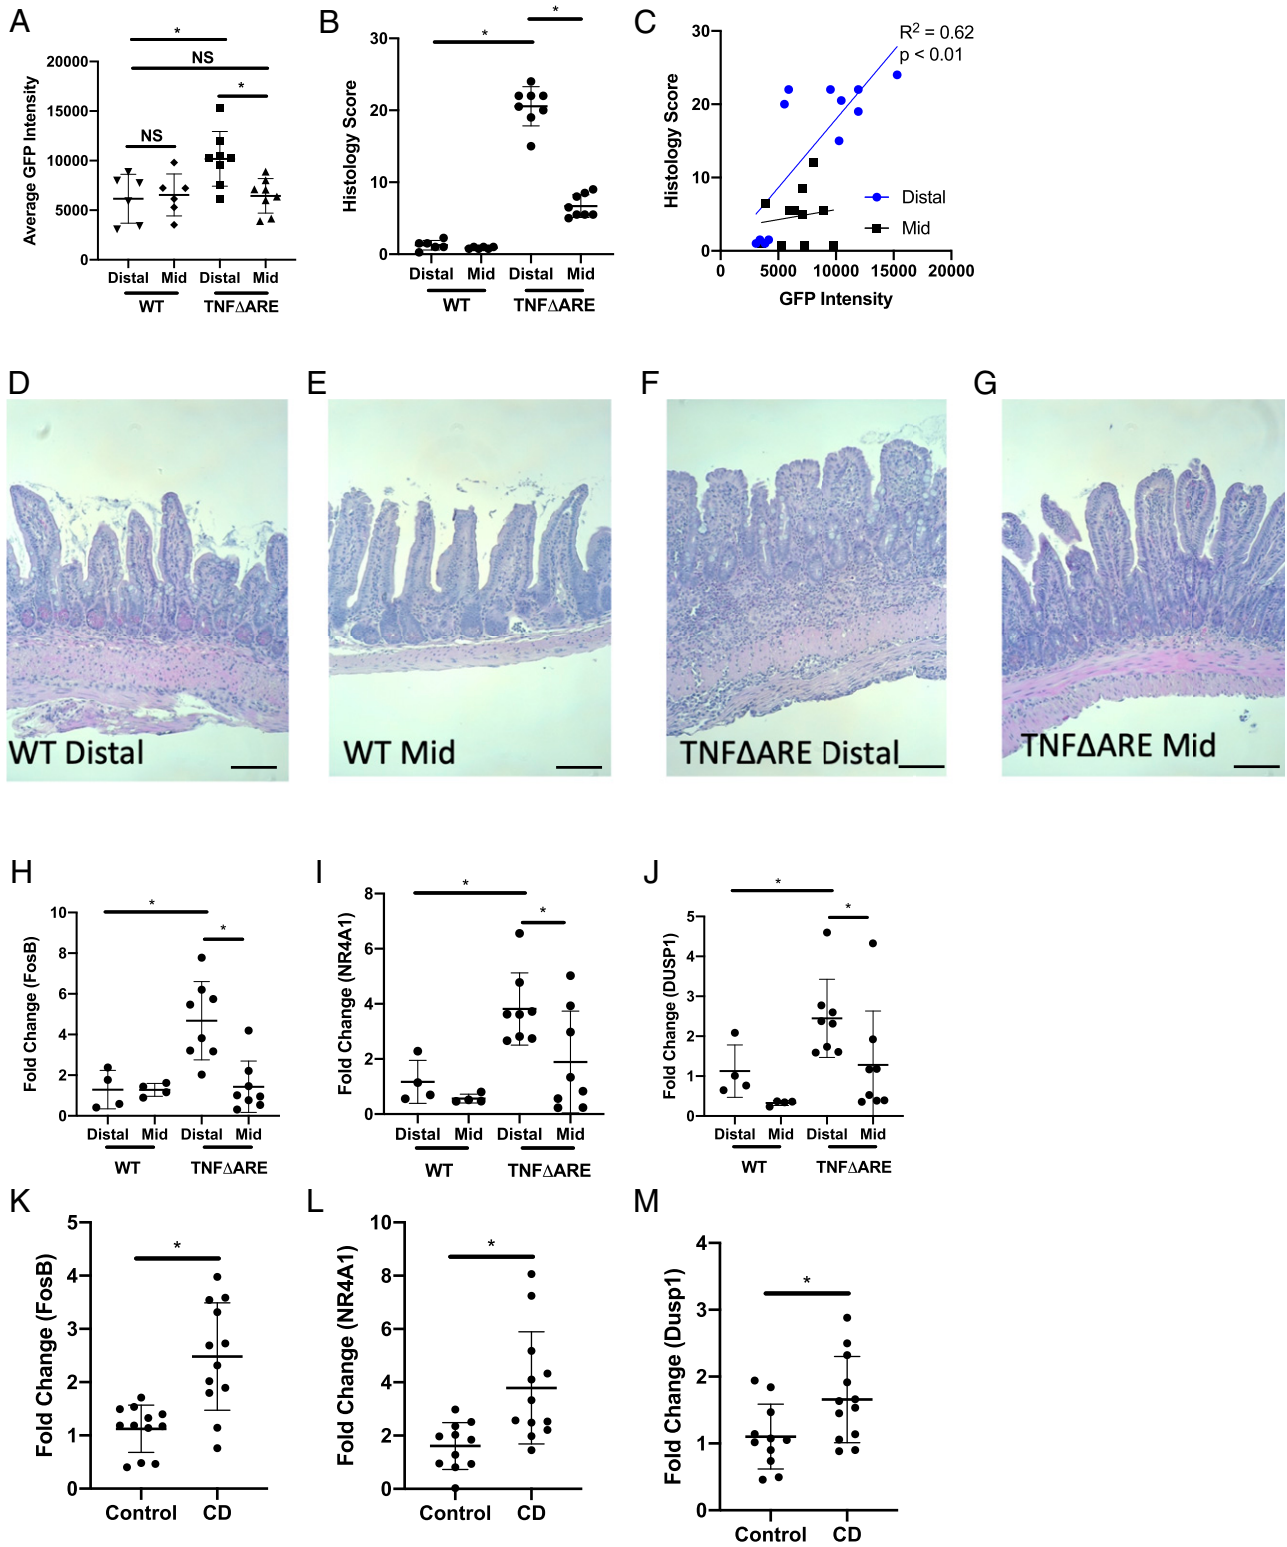 A
*
NS
*
NS
Average GFP Intensity
20000
15000
10000
5000
0
Distal Mid Distal Mid
WT TNFΔARE
B
*
*
Histology Score
30
20
10
0
Distal Mid Distal Mid
WT TNFΔARE
C
R² = 0.62
p < 0.01
Histology Score
30
20
10
0
0 5000 10000 15000 20000
GFP Intensity
Distal
Mid
D
WT Distal
E
WT Mid
F
TNFΔARE Distal
G
TNFΔARE Mid
H
*
*
Fold Change (FosB)
10
8
6
4
2
0
Distal Mid Distal Mid
WT TNFΔARE
I
*
*
Fold Change (NR4A1)
8
6
4
2
0
Distal Mid Distal Mid
WT TNFΔARE
J
*
*
Fold Change (DUSP1)
5
4
3
2
1
0
Distal Mid Distal Mid
WT TNFΔARE
K
*
Fold Change (FosB)
5
4
3
2
1
0
Control CD
L
*
Fold Change (NR4A1)
10
8
6
4
2
0
Control CD
M
*
Fold Change (Dusp1)
4
3
2
1
0
Control CD